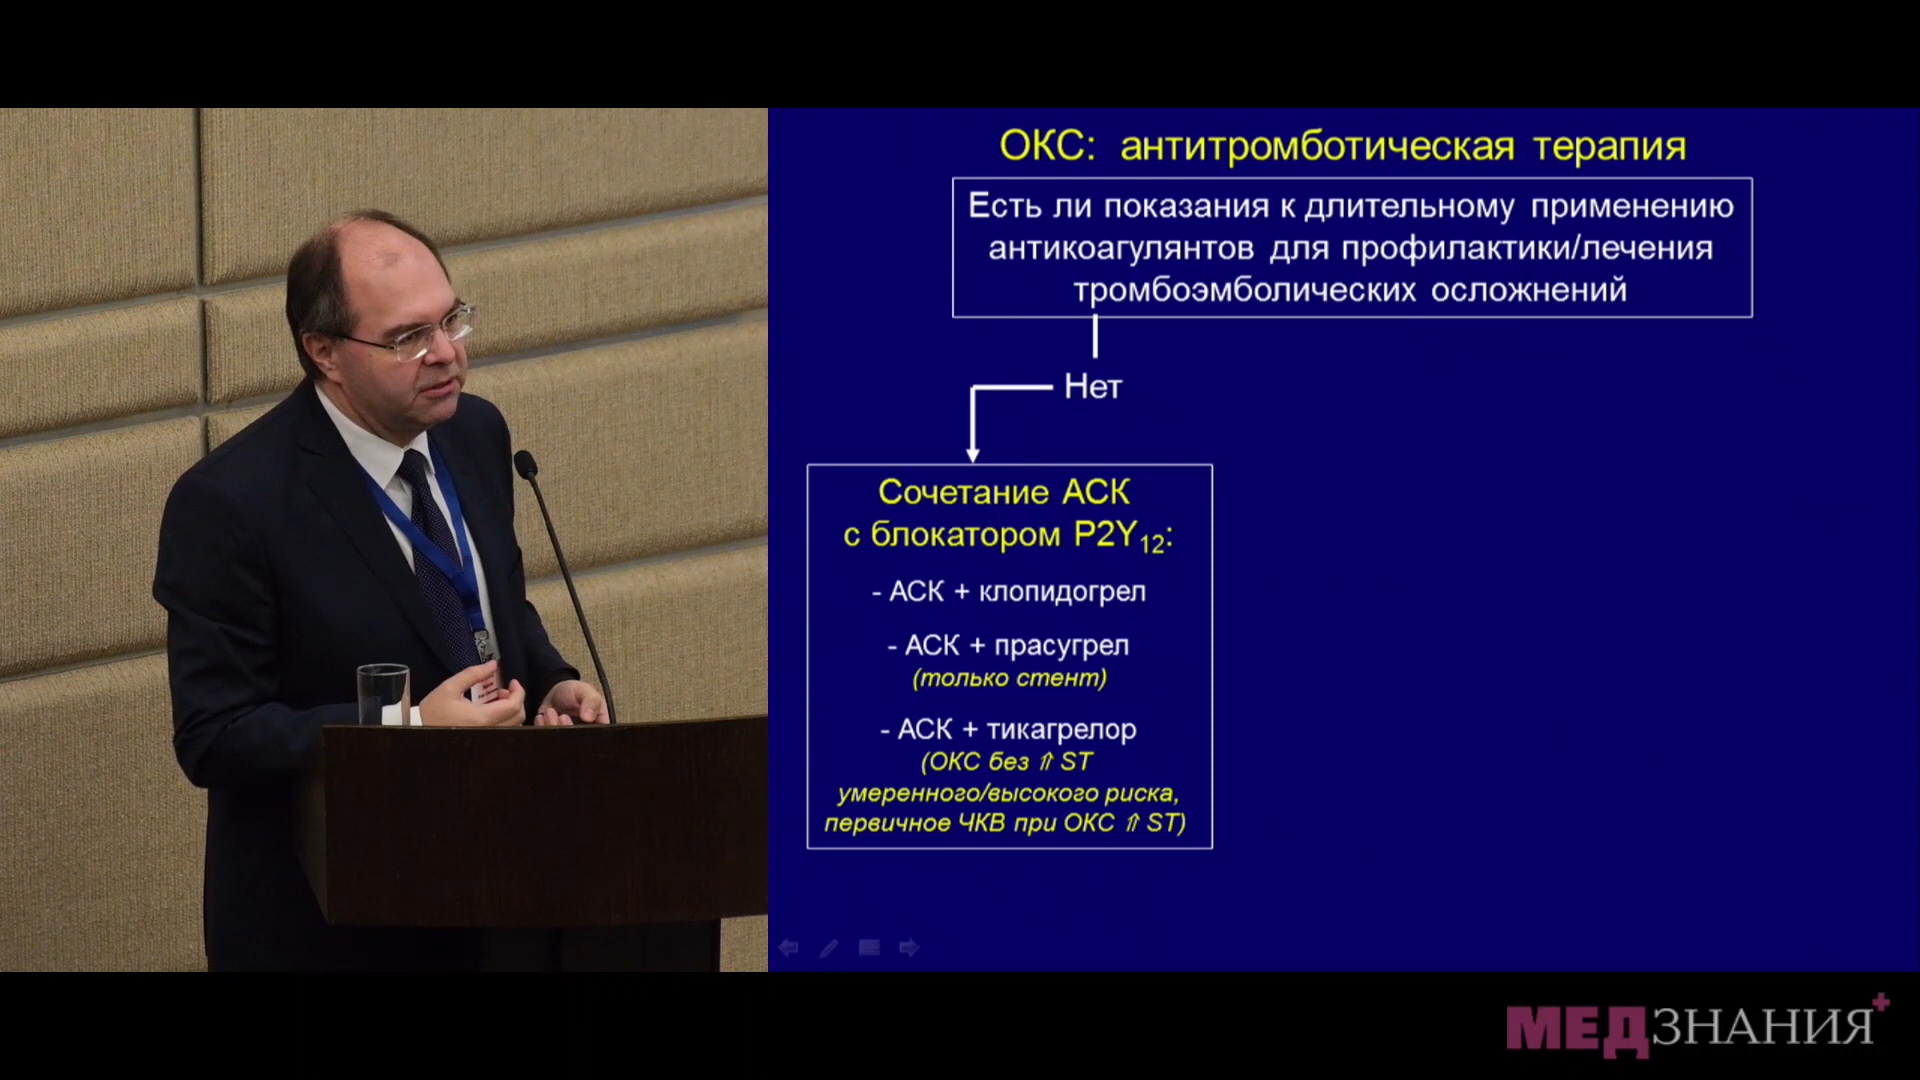 ОКС: антитромботическая терапия
Есть ли показания к длительному применению
антикоагулянтов для профилактики/лечения
тромбоэмболических осложнений
Нет
Сочетание АСК
с блокатором P2Y12:
- АСК + клопидогрел
- АСК + прасугрел
(только стент)
- АСК + тикагрелор
(ОКС без ⇑ ST
умеренного/высокого риска,
первичное ЧКВ при ОКС ⇑ ST)
МЕДЗНАНИЯ+